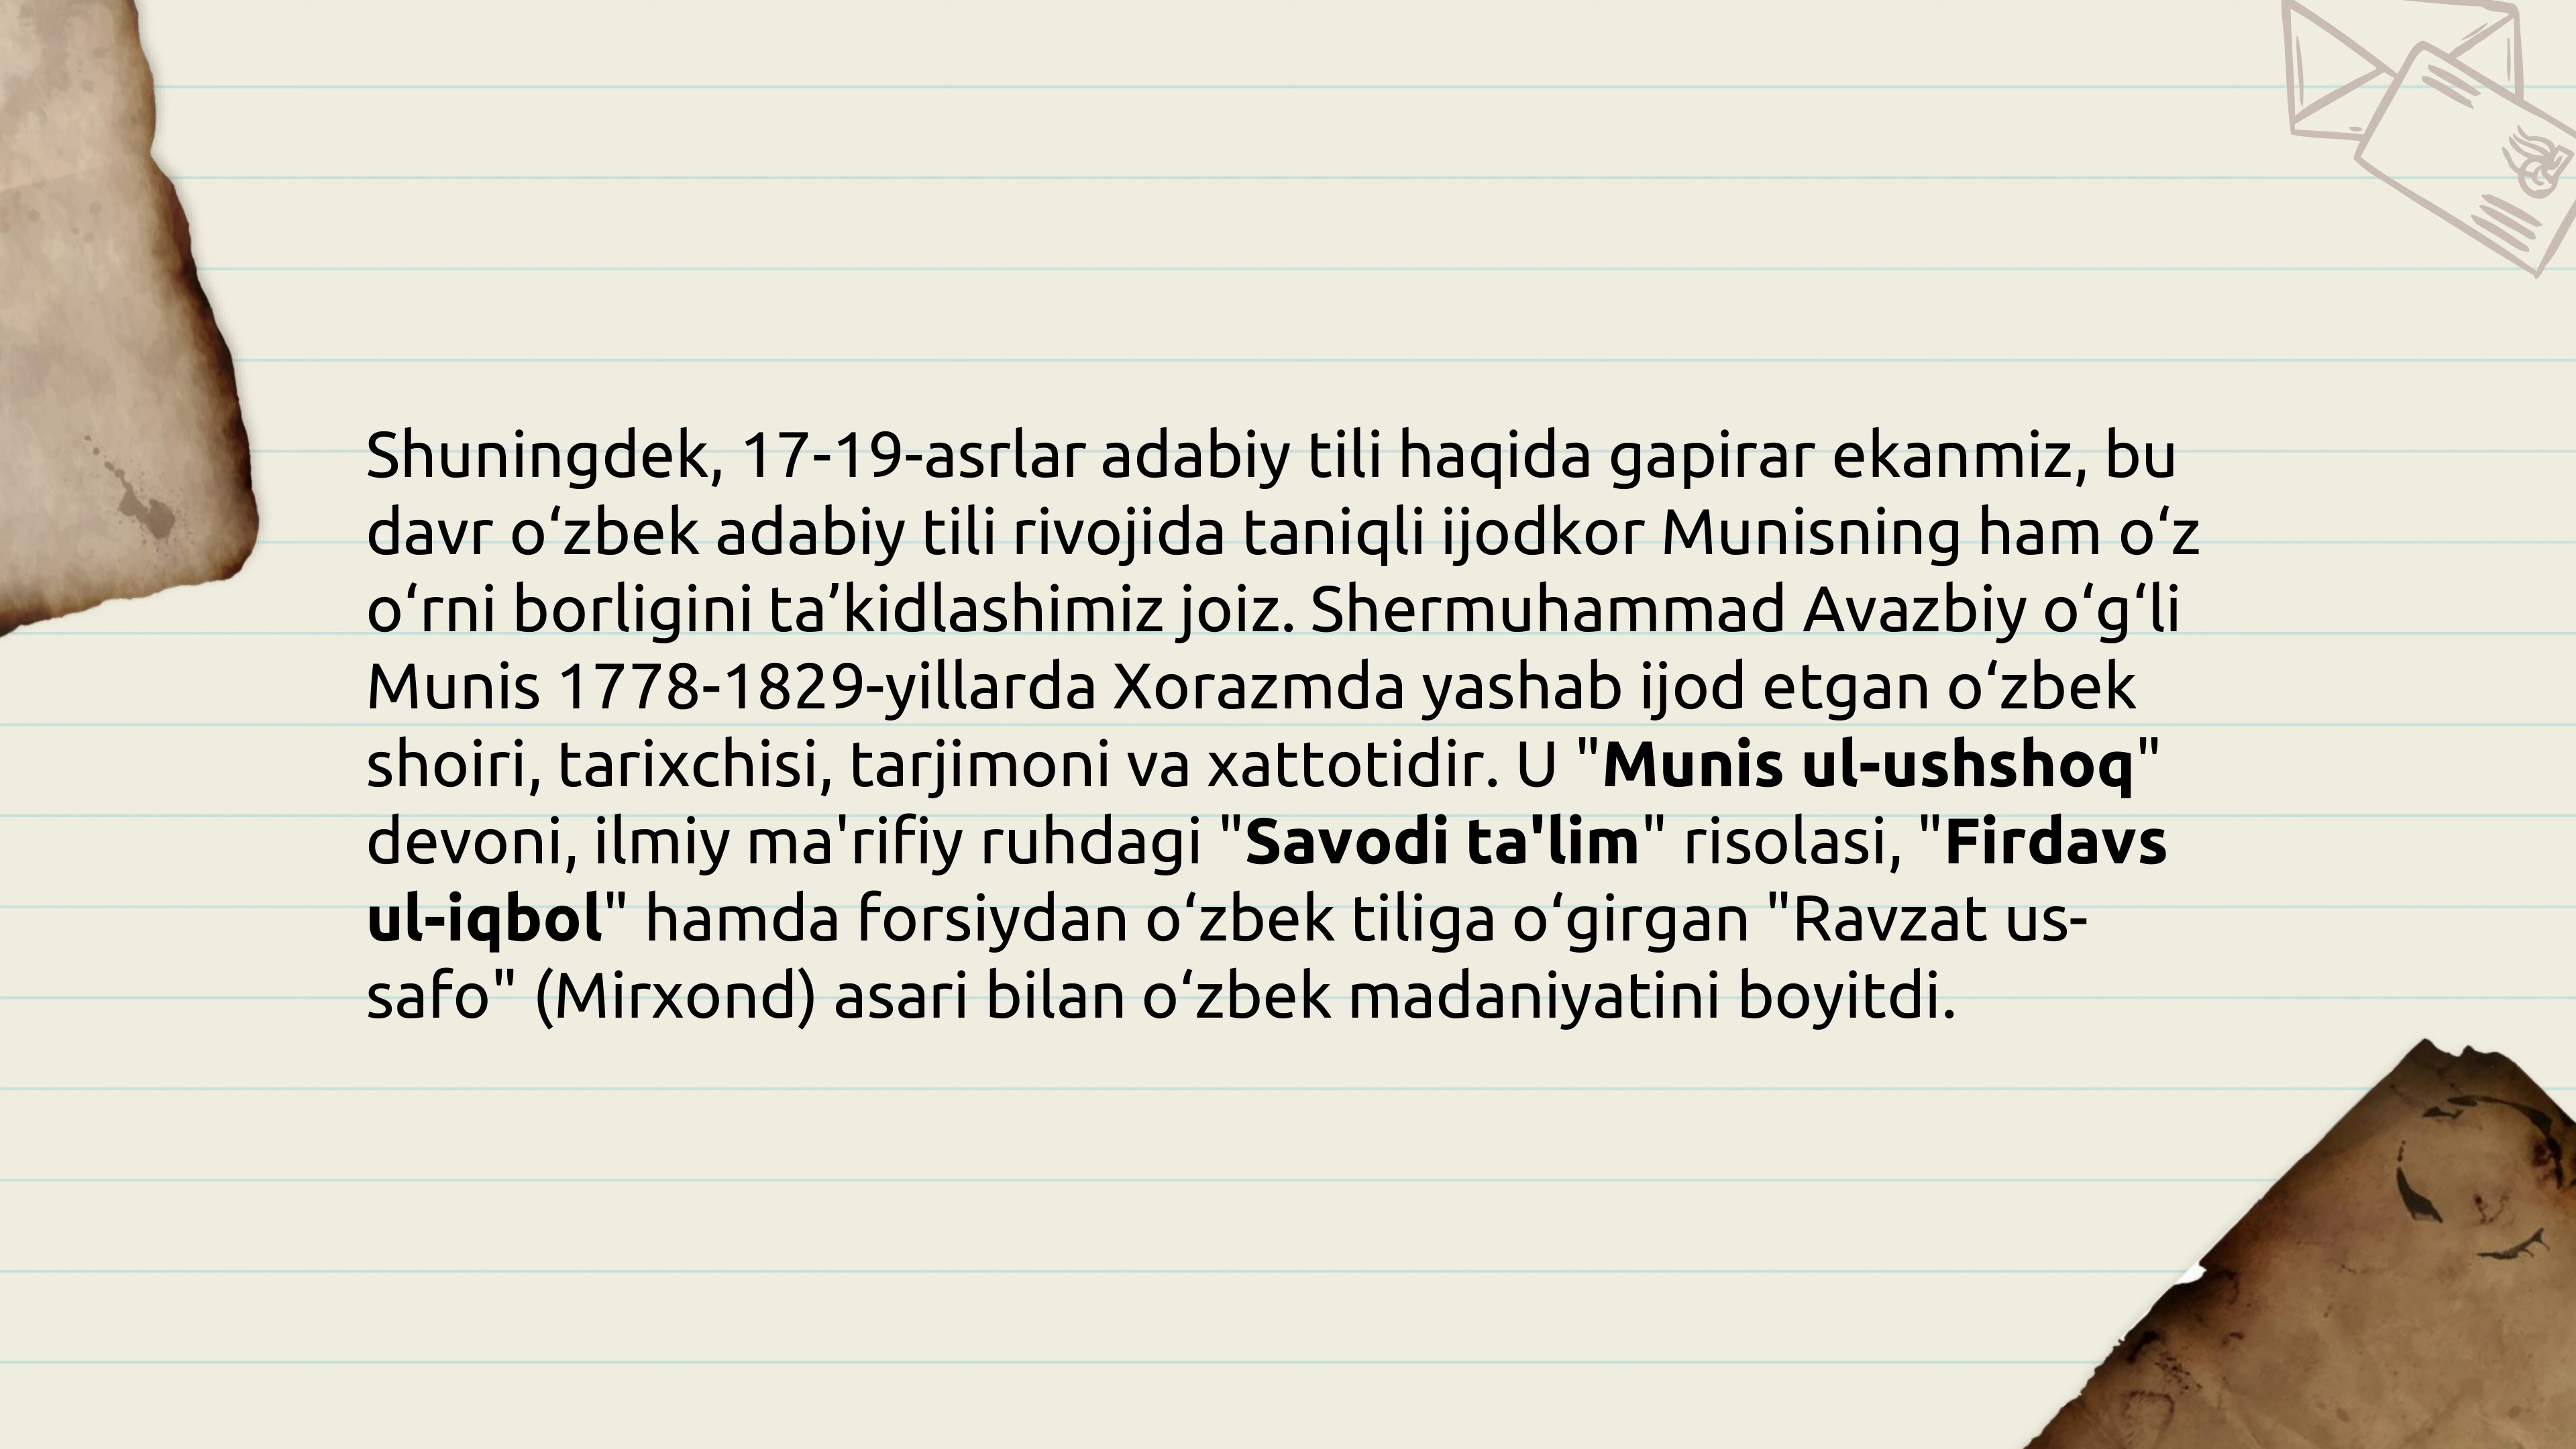 Shuningdek, 17-19-asrlar adabiy tili haqida gapirar ekanmiz, bu
davr o‘zbek adabiy tili rivojida taniqli ijodkor Munisning ham o‘z
o‘rni borligini ta’kidlashimiz joiz. Shermuhammad Avazbiy o‘g‘li
Munis 1778-1829-yillarda Xorazmda yashab ijod etgan o‘zbek
shoiri, tarixchisi, tarjimoni va xattotidir. U "Munis ul-ushshoq"
devoni, ilmiy ma'rifiy ruhdagi "Savodi ta'lim" risolasi, "Firdavs
ul-iqbol" hamda forsiydan o‘zbek tiliga o‘girgan "Ravzat us-
safo" (Mirxond) asari bilan o‘zbek madaniyatini boyitdi.